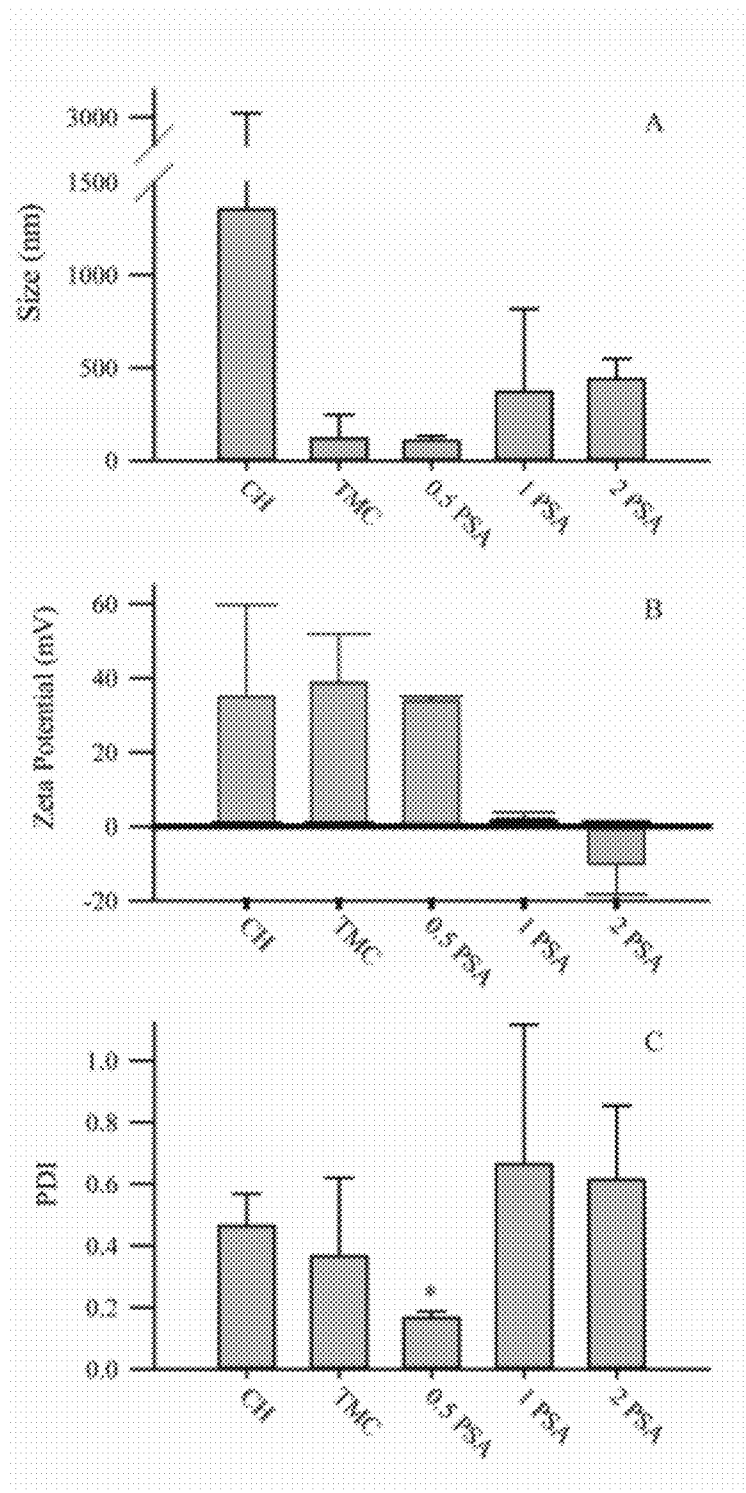 A
3000
1500
1000
500
0
Size (nm)
CH
TMC
0.5 PSA
1 PSA
2 PSA
B
60
40
20
0
-20
Zeta Potential (mV)
CH
TMC
0.5 PSA
1 PSA
2 PSA
C
1.0
0.8
0.6
0.4
0.2
0.0
PDI
*
CH
TMC
0.5 PSA
1 PSA
2 PSA